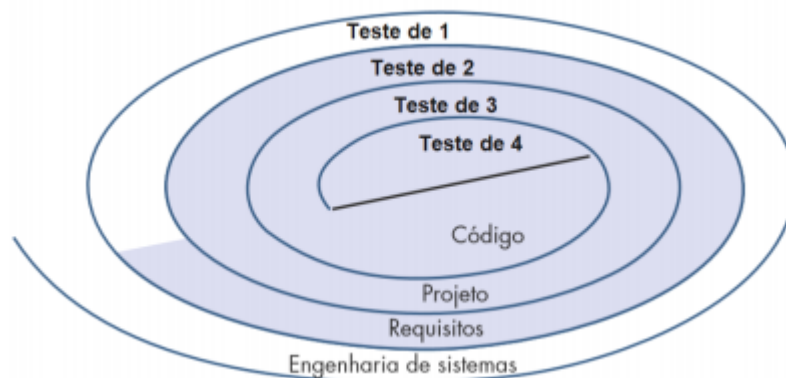 Teste de 1
Teste de 2
Teste de 3
Teste de 4
Código
Projeto
Requisitos
Engenharia de sistemas